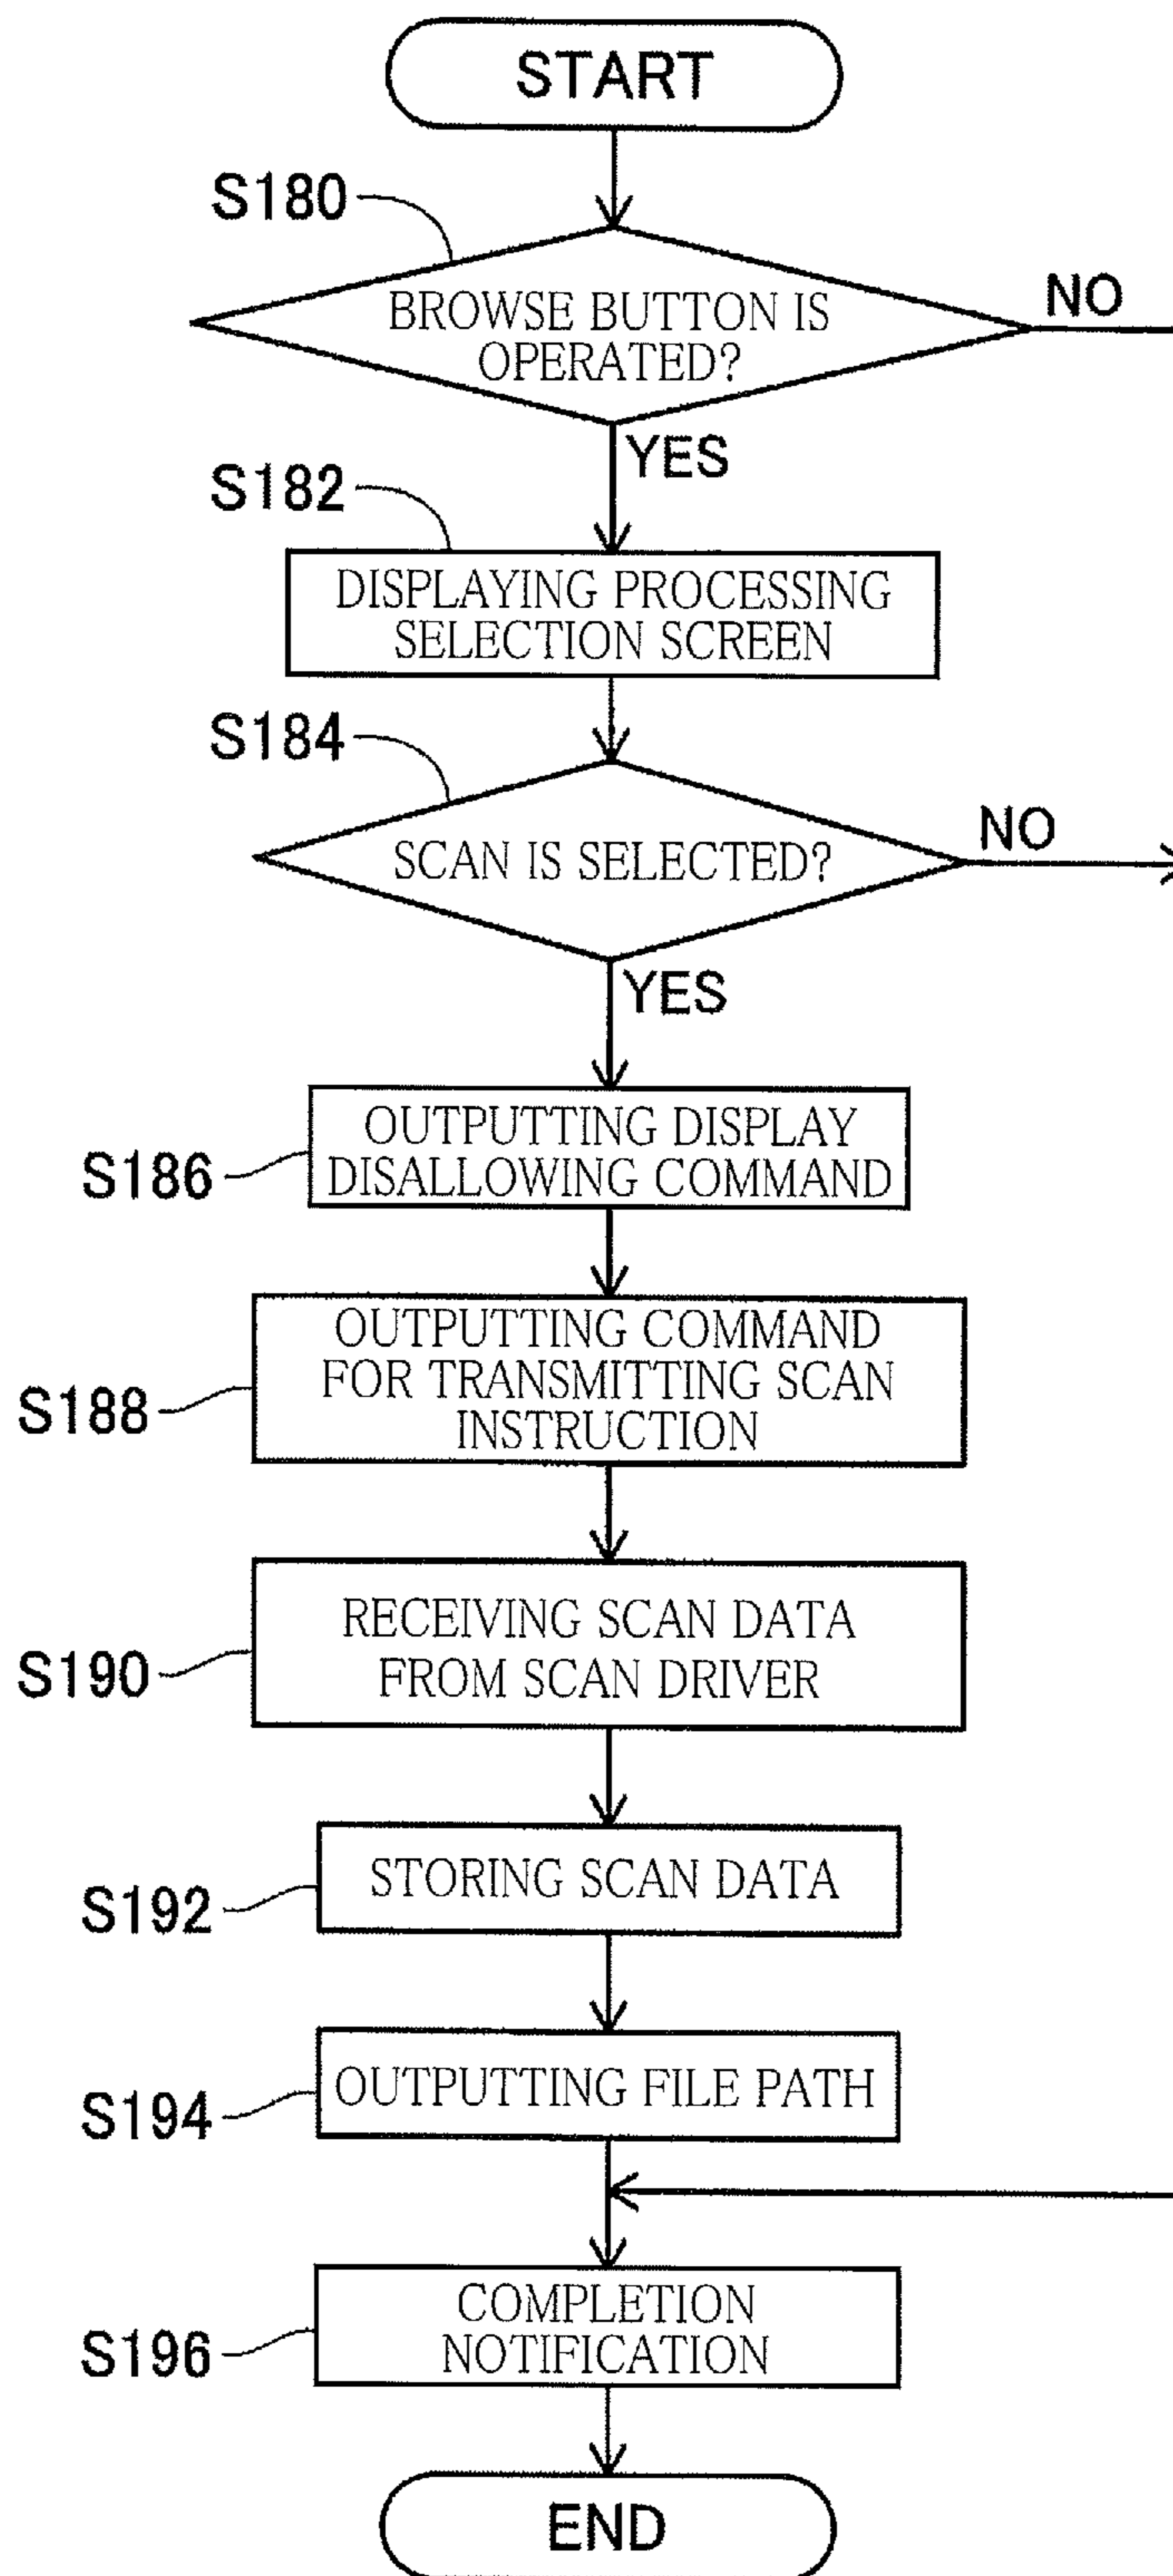 START
S180
BROWSE BUTTON IS
OPERATED?
NO
YES
S182
DISPLAYING PROCESSING
SELECTION SCREEN
S184
SCAN IS SELECTED?
NO
YES
S186
OUTPUTTING DISPLAY
DISALLOWING COMMAND
S188
OUTPUTTING COMMAND
FOR TRANSMITTING SCAN
INSTRUCTION
S190
RECEIVING SCAN DATA
FROM SCAN DRIVER
S192
STORING SCAN DATA
S194
OUTPUTTING FILE PATH
S196
COMPLETION
NOTIFICATION
END